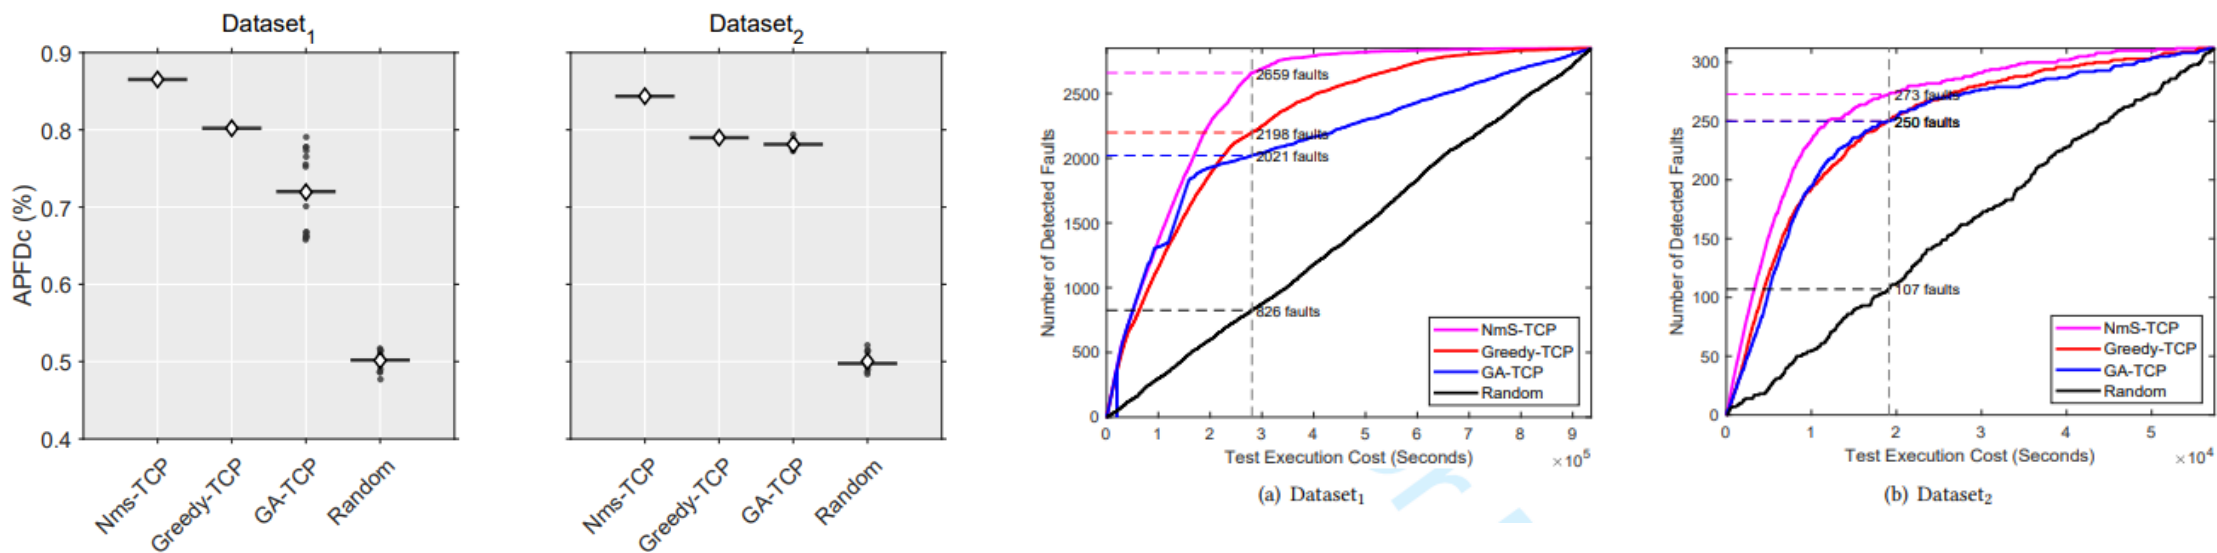 Dataset1
Dataset2
APFDc (%)
0.9
0.8
0.7
0.6
0.5
0.4
Nms-TCP
Greedy-TCP
GA-TCP
Random
Nms-TCP
Greedy-TCP
GA-TCP
Random
Number of Detected Faults
2500
2000
1500
1000
500
0
2659 faults
2198 faults
2021 faults
826 faults
NmS-TCP
Greedy-TCP
GA-TCP
Random
0 1 2 3 4 5 6 7 8 9
Test Execution Cost (Seconds)
×10^5
(a) Dataset1
Number of Detected Faults
300
250
200
150
100
50
0
273 faults
250 faults
107 faults
NmS-TCP
Greedy-TCP
GA-TCP
Random
0 1 2 3 4 5
Test Execution Cost (Seconds)
×10^4
(b) Dataset2